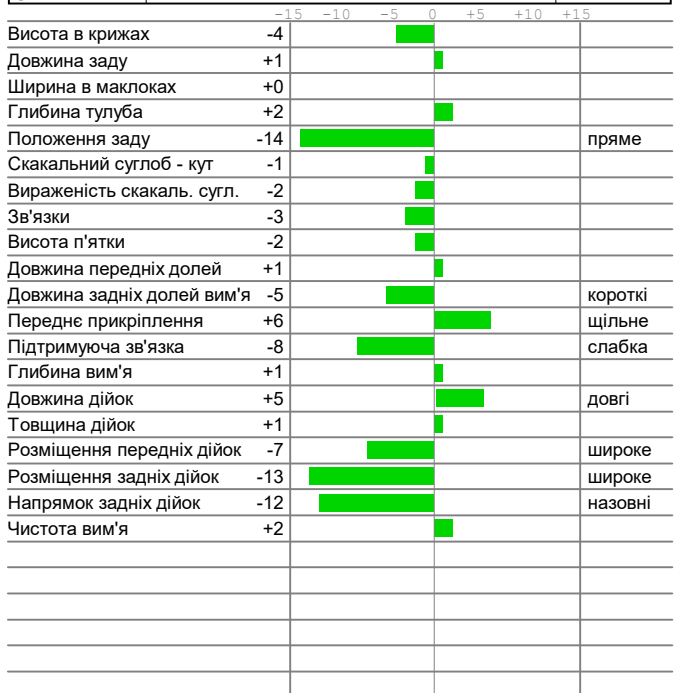 -15 -10 -5 0 +5 +10 +15
Висота в крижах -4
Довжина заду +1
Ширина в маклоках +0
Глибина тулуба +2
Положення заду -14 пряме
Скакальний суглоб - кут -1
Вираженість скакаль. сугл. -2
Зв'язки -3
Висота п'ятки -2
Довжина передніх долей +1
Довжина задніх долей вим'я -5 короткі
Переднє прикріплення +6 щільне
Підтримуюча зв'язка -8 слабка
Глибина вим'я +1
Довжина дійок +5 довгі
Товщина дійок +1
Розміщення передніх дійок -7 широке
Розміщення задніх дійок -13 широке
Напрямок задніх дійок -12 назовні
Чистота вим'я +2